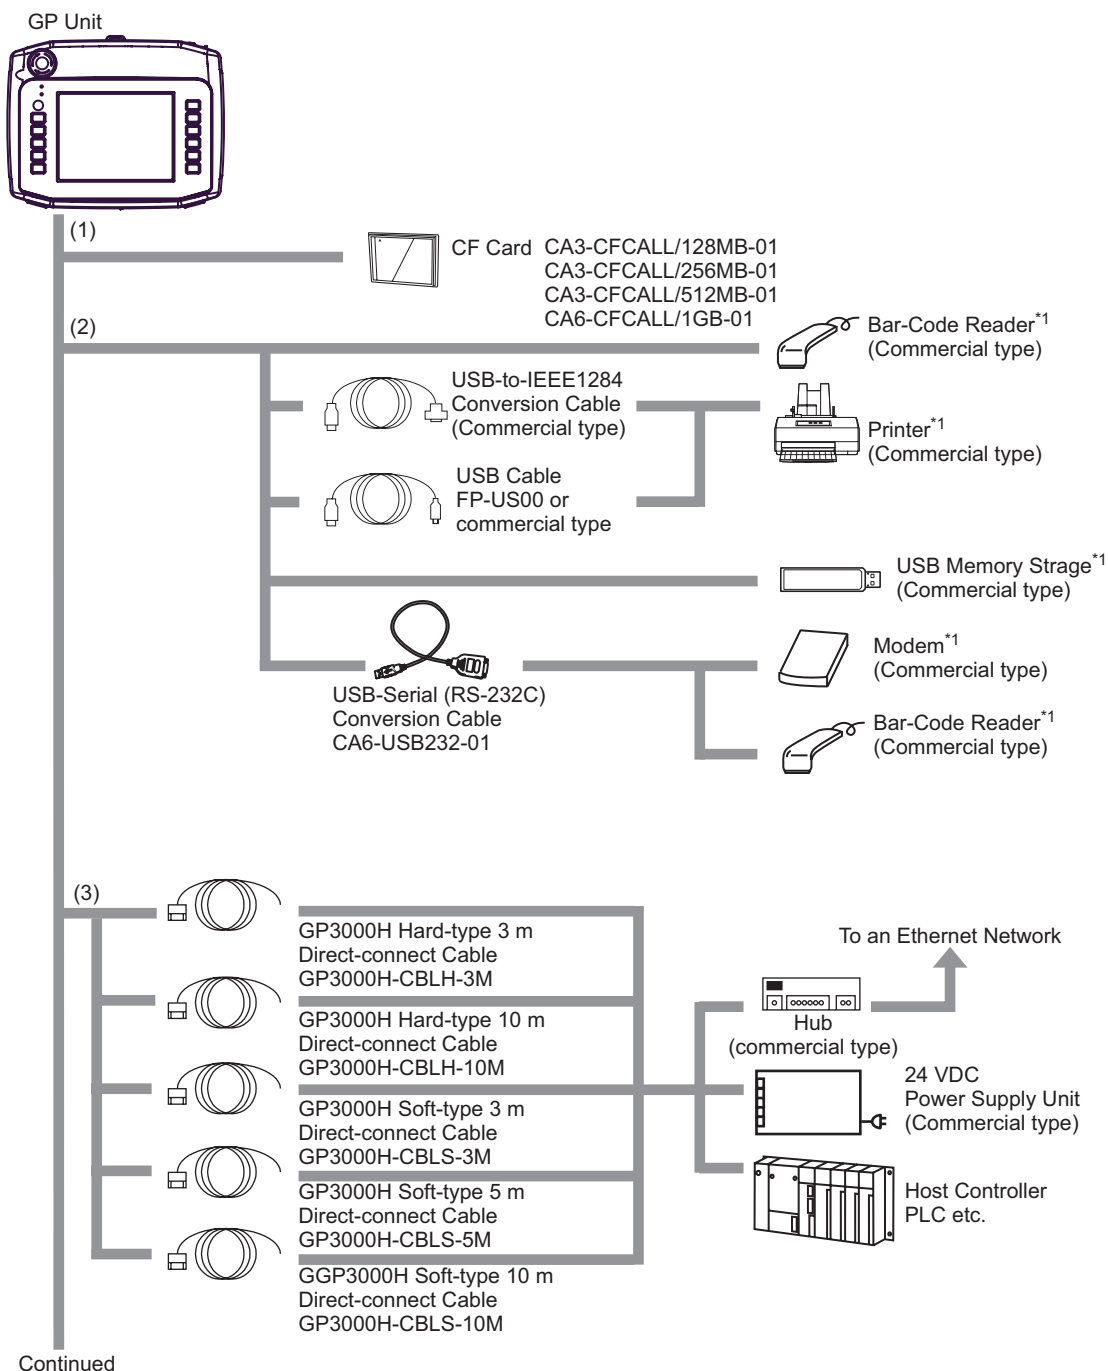 GP Unit
(1)
CF Card
CA3-CFCALL/128MB-01
CA3-CFCALL/256MB-01
CA3-CFCALL/512MB-01
CA6-CFCALL/1GB-01
(2)
Bar-Code Reader*1
(Commercial type)
USB-to-IEEE1284
Conversion Cable
(Commercial type)
Printer*1
(Commercial type)
USB Cable
FP-US00 or
commercial type
USB Memory Strage*1
(Commercial type)
USB-Serial (RS-232C)
Conversion Cable
CA6-USB232-01
Modem*1
(Commercial type)
Bar-Code Reader*1
(Commercial type)
(3)
GP3000H Hard-type 3 m
Direct-connect Cable
GP3000H-CBLH-3M
GP3000H Hard-type 10 m
Direct-connect Cable
GP3000H-CBLH-10M
GP3000H Soft-type 3 m
Direct-connect Cable
GP3000H-CBLS-3M
GP3000H Soft-type 5 m
Direct-connect Cable
GP3000H-CBLS-5M
GGP3000H Soft-type 10 m
Direct-connect Cable
GP3000H-CBLS-10M
To an Ethernet Network
Hub
(commercial type)
24 VDC
Power Supply Unit
(Commercial type)
Host Controller
PLC etc.
Continued